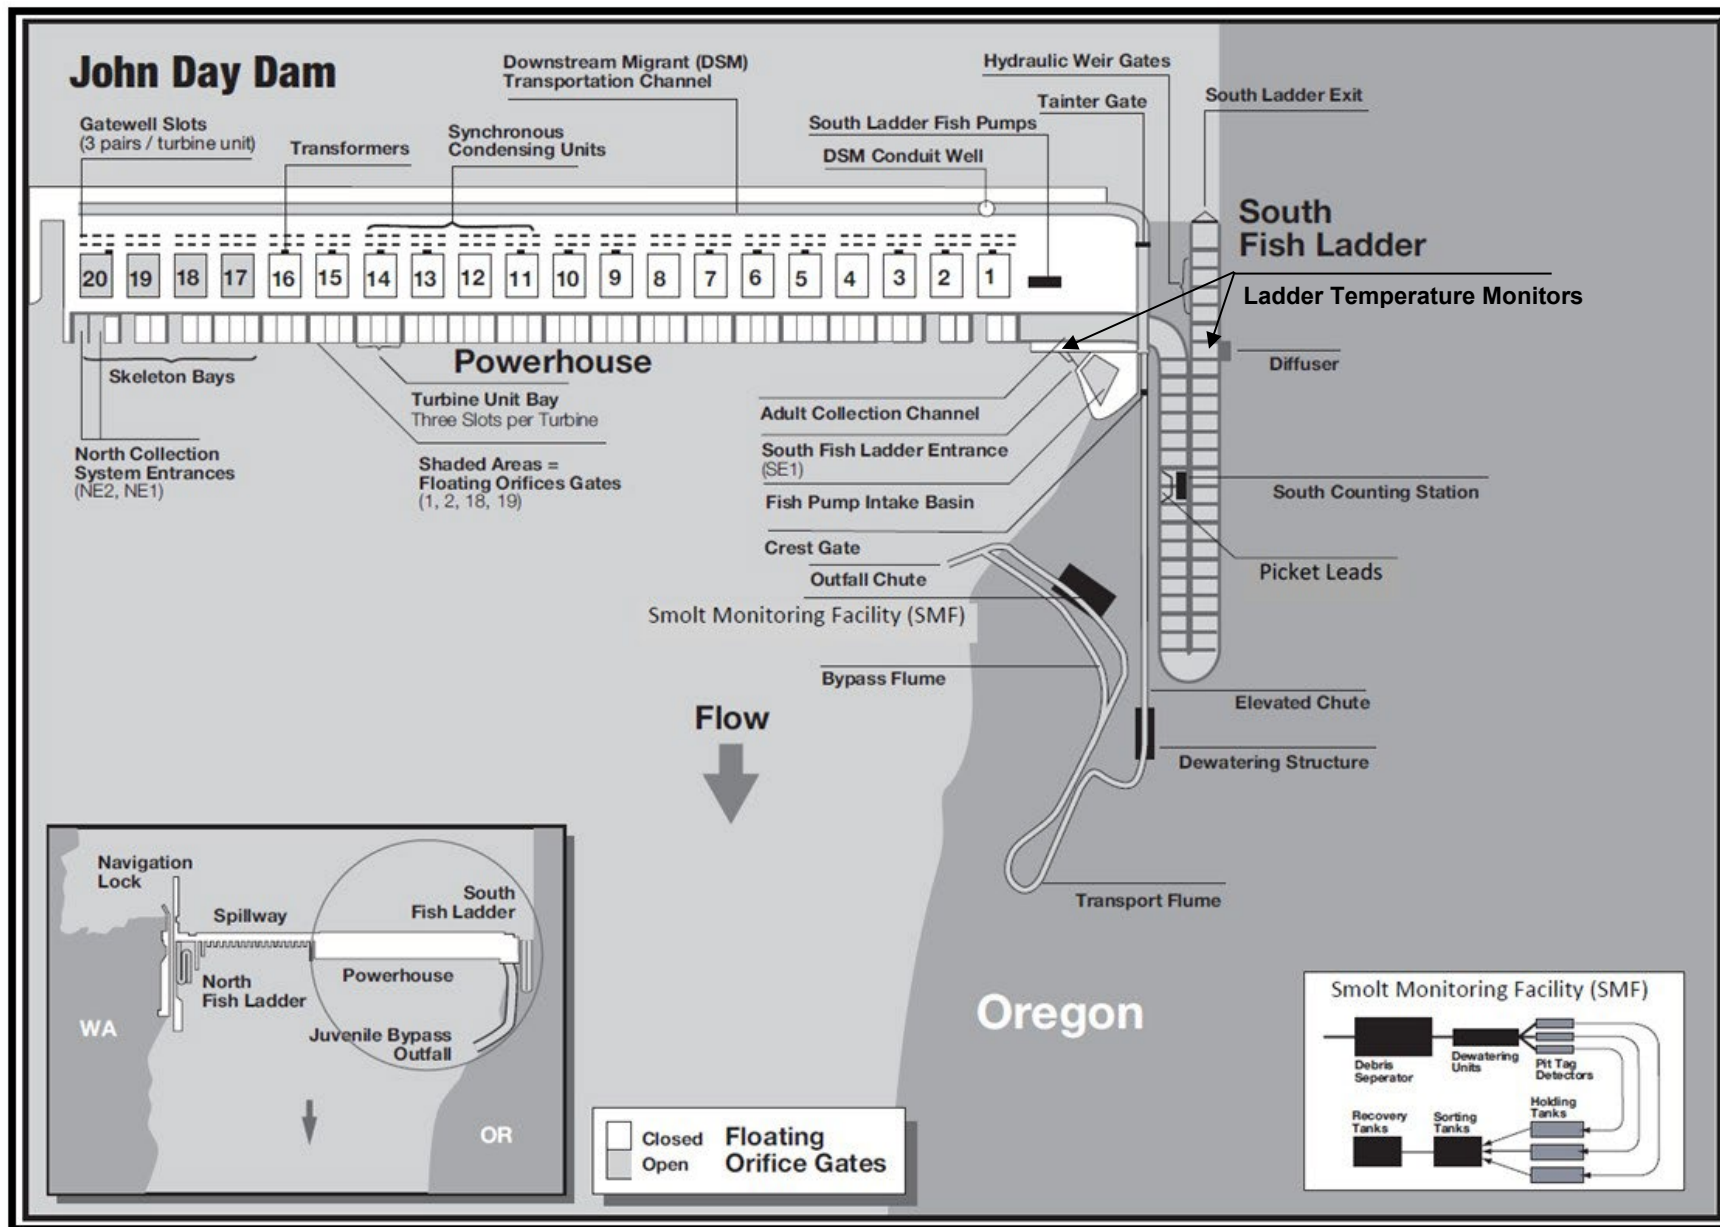 John Day Dam
Downstream Migrant (DSM)
Transportation Channel
Hydraulic Weir Gates
Tainter Gate
South Ladder Exit
Gatewell Slots
(3 pairs / turbine unit)
Transformers
Synchronous
Condensing Units
South Ladder Fish Pumps
DSM Conduit Well
South
Fish Ladder
Ladder Temperature Monitors
20 19 18 17 16 15 14 13 12 11 10 9 8 7 6 5 4 3 2 1
Skeleton Bays
Powerhouse
Diffuser
Turbine Unit Bay
Three Slots per Turbine
Adult Collection Channel
North Collection
System Entrances
(NE2, NE1)
Shaded Areas =
Floating Orifices Gates
(1, 2, 18, 19)
South Fish Ladder Entrance
(SE1)
Fish Pump Intake Basin
South Counting Station
Crest Gate
Outfall Chute
Picket Leads
Smolt Monitoring Facility (SMF)
Bypass Flume
Elevated Chute
Flow
Dewatering Structure
Transport Flume
Oregon
Navigation
Lock
Spillway
South
Fish Ladder
North
Fish Ladder
Powerhouse
WA
Juvenile Bypass
Outfall
OR
Closed
Open
Floating
Orifice Gates
Smolt Monitoring Facility (SMF)
Debris
Seperator
Dewatering
Units
Pit Tag
Detectors
Recovery
Tanks
Sorting
Tanks
Holding
Tanks